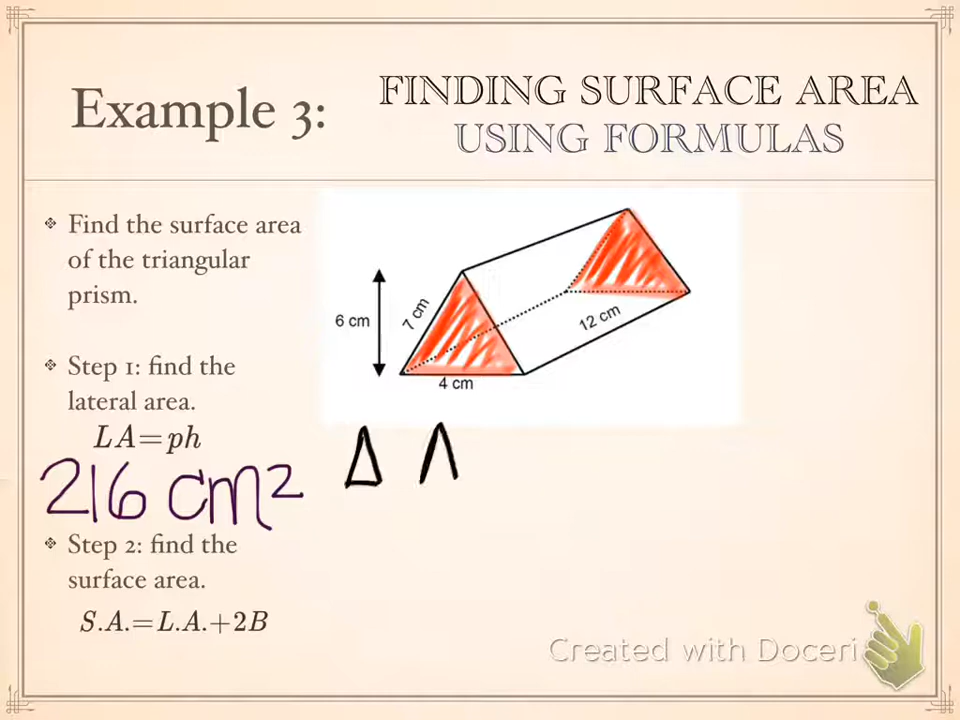 Example 3:
FINDING SURFACE AREA
USING FORMULAS
❖ Find the surface area
of the triangular
prism.
6 cm
7 cm
12 cm
4 cm
❖ Step 1: find the
lateral area.
LA=ph
216 cm²
❖ Step 2: find the
surface area.
S.A.=L.A.+2B
Created with Doceri